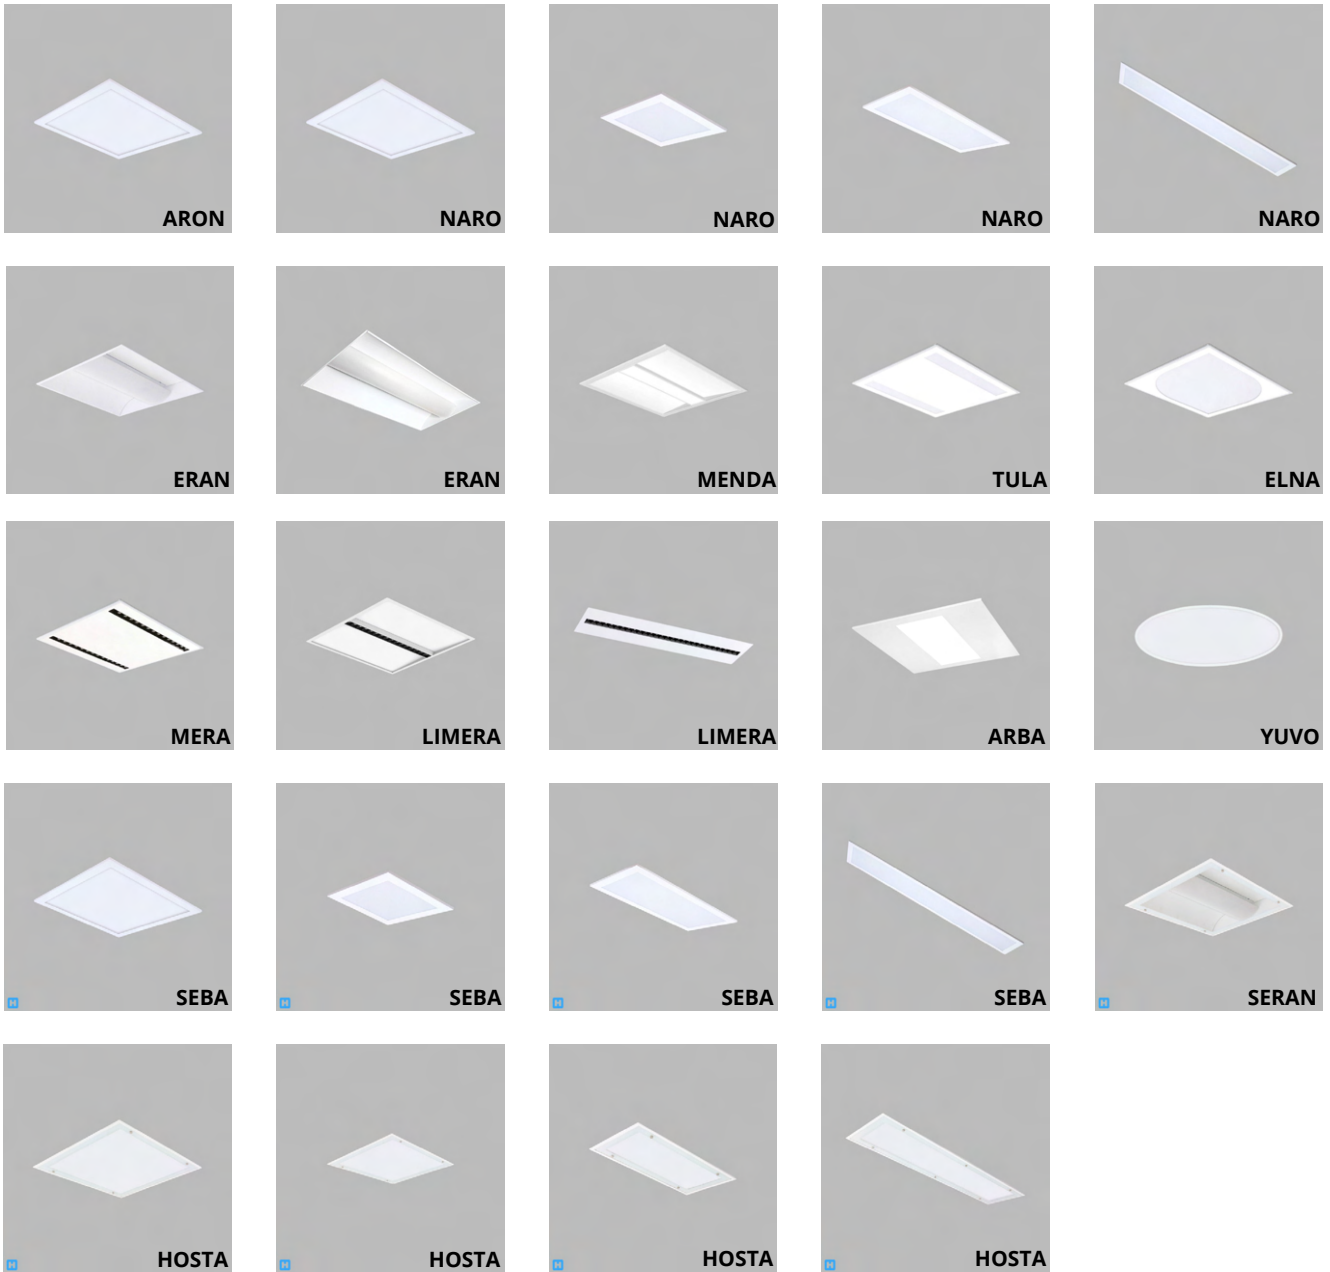 ARON
NARO
NARO
NARO
NARO
ERAN
ERAN
MENDA
TULA
ELNA
MERA
LIMERA
LIMERA
ARBA
YUVO
H
SEBA
H
SEBA
H
SEBA
H
SEBA
H
SERAN
H
HOSTA
H
HOSTA
H
HOSTA
H
HOSTA